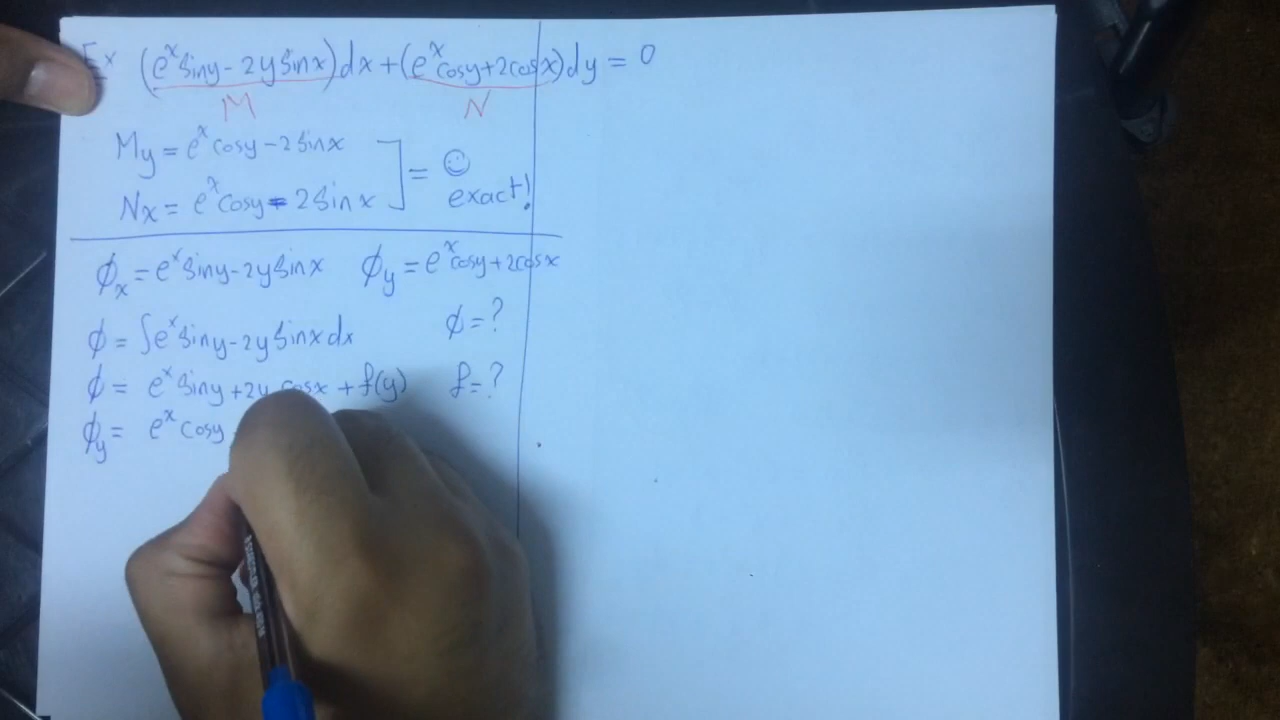 Ex (e^x siny - 2y sinx)dx + (e^x cosy + 2cosx)dy = 0
M N
My = e^x cosy - 2 sinx
Nx = e^x cosy - 2 sinx ] = ☺ exact!
ϕx = e^x siny - 2y sinx ϕy = e^x cosy + 2cosx
ϕ = ∫e^x siny - 2y sinx dx ϕ = ?
ϕ = e^x siny + 2y cosx + f(y) f = ?
ϕy = e^x cosy